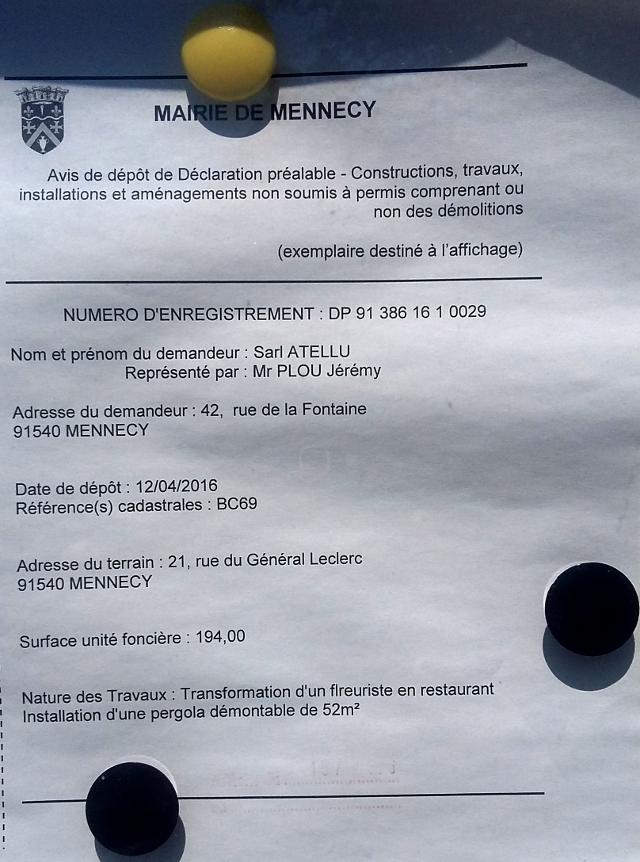 MAIRIE DE MENNECY
Avis de dépôt de Déclaration préalable - Constructions, travaux,
installations et aménagements non soumis à permis comprenant ou
non des démolitions
(exemplaire destiné à l'affichage)
NUMERO D'ENREGISTREMENT : DP 91 386 16 1 0029
Nom et prénom du demandeur : Sarl ATELLU
Représenté par : Mr PLOU Jérémy
Adresse du demandeur : 42, rue de la Fontaine
91540 MENNECY
Date de dépôt : 12/04/2016
Référence(s) cadastrales : BC69
Adresse du terrain : 21, rue du Général Leclerc
91540 MENNECY
Surface unité foncière : 194,00
Nature des Travaux : Transformation d'un flreuriste en restaurant
Installation d'une pergola démontable de 52m²